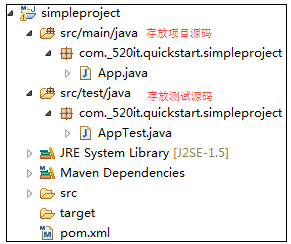 simpleproject
src/main/java 存放项目源码
com._520it.quickstart.simpleproject
App.java
src/test/java 存放测试源码
com._520it.quickstart.simpleproject
AppTest.java
JRE System Library [J2SE-1.5]
Maven Dependencies
src
target
pom.xml